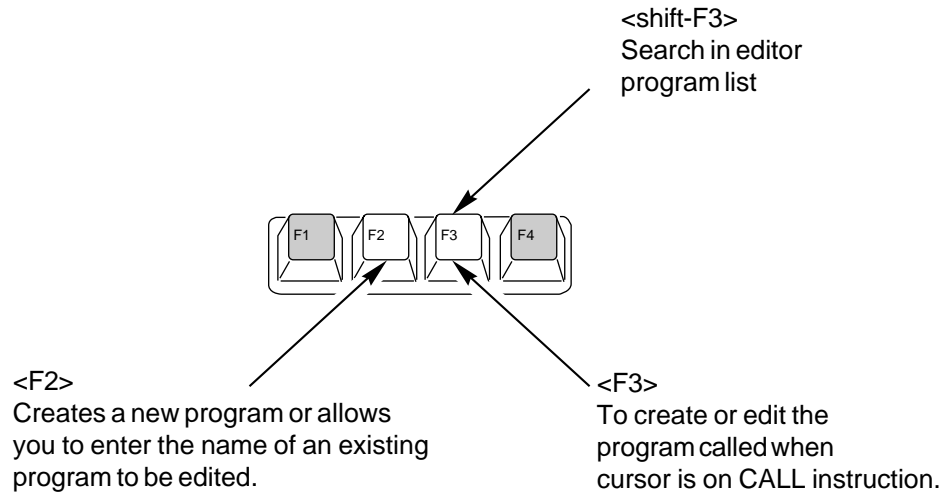 <shift-F3>
Search in editor
program list
F1
F2
F3
F4
<F2>
Creates a new program or allows
you to enter the name of an existing
program to be edited.
<F3>
To create or edit the
program called when
cursor is on CALL instruction.